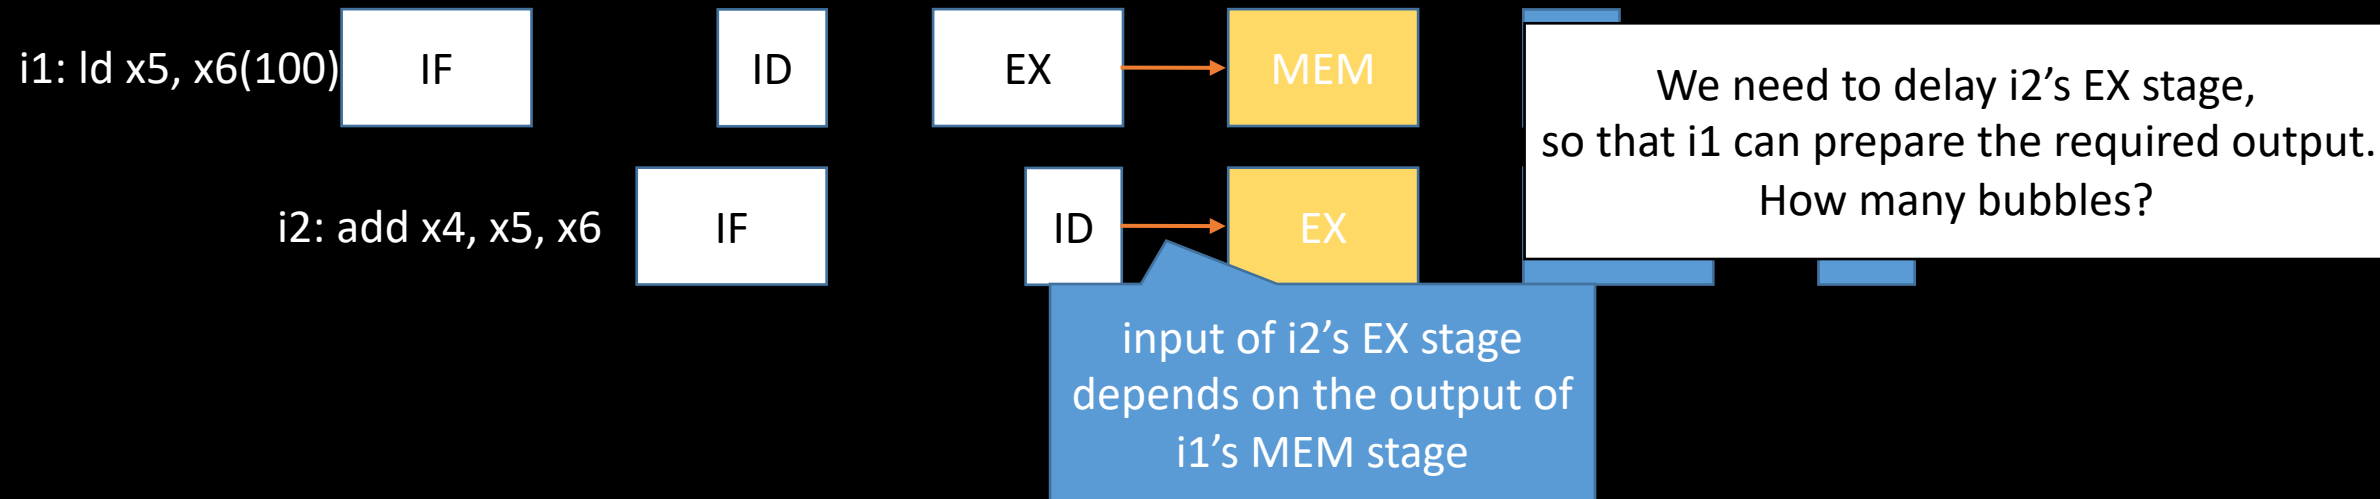 i1: ld x5, x6(100) IF ID EX MEM
We need to delay i2’s EX stage,
so that i1 can prepare the required output.
How many bubbles?
i2: add x4, x5, x6 IF ID EX
input of i2’s EX stage
depends on the output of
i1’s MEM stage